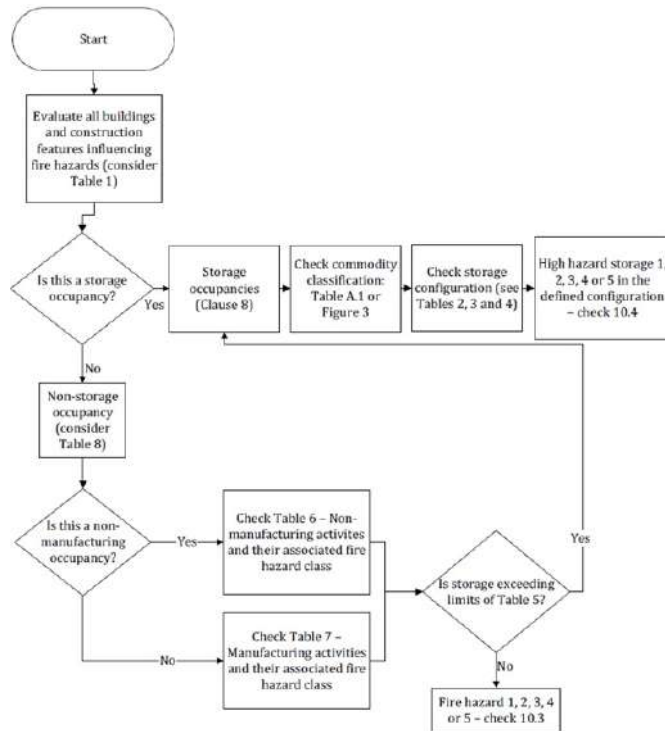 Start
Evaluate all buildings
and construction
features influencing
fire hazards (consider
Table 1)
Is this a storage
occupancy?
Yes
Storage
occupancies
(Clause 8)
Check commodity
classification:
Table A.1 or
Figure 3
Check storage
configuration (see
Tables 2, 3 and 4)
High hazard storage 1,
2, 3, 4 or 5 in the
defined configuration
– check 10.4
No
Non-storage
occupancy
(consider
Table 8)
Is this a non-
manufacturing
occupancy?
Yes
Check Table 6 – Non-
manufacturing activites
and their associated fire
hazard class
No
Check Table 7 –
Manufacturing activities
and their associated fire
hazard class
Is storage exceeding
limits of Table 5?
Yes
No
Fire hazard 1, 2, 3, 4
or 5 – check 10.3